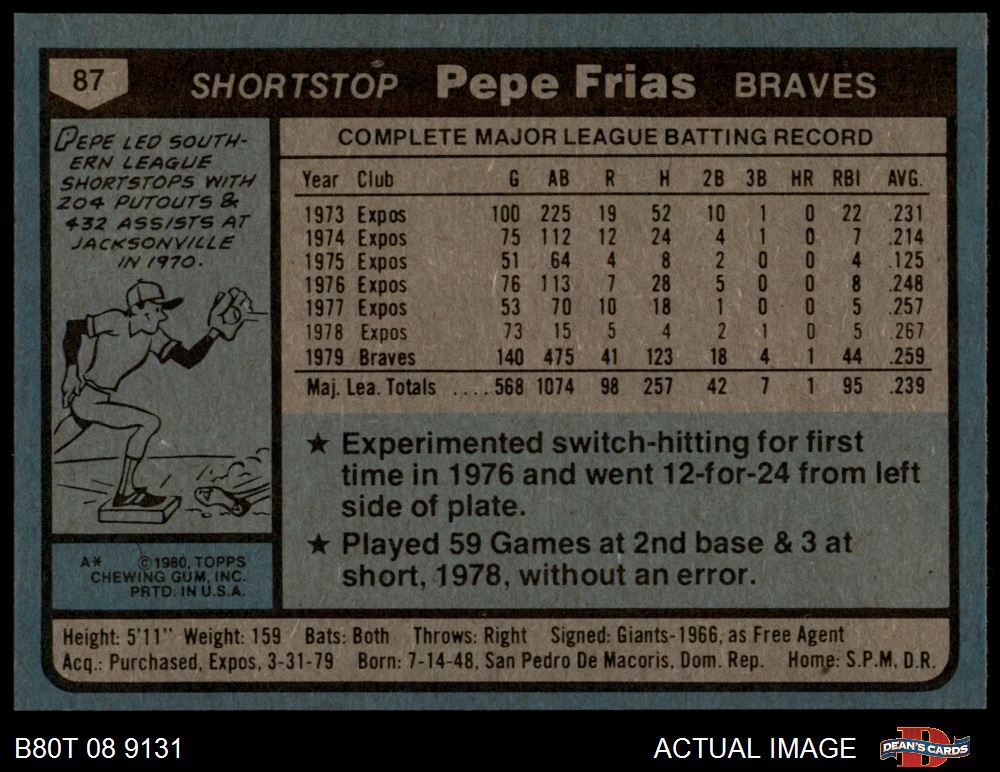 87 SHORTSTOP Pepe Frias BRAVES
PEPE LED SOUTH-
ERN LEAGUE
SHORTSTOPS WITH
204 PUTOUTS &
432 ASSISTS AT
JACKSONVILLE
IN 1970.
A* ©1980, TOPPS
CHEWING GUM, INC.
PRTD. IN U.S.A.
COMPLETE MAJOR LEAGUE BATTING RECORD
Year Club G AB R H 2B 3B HR RBI AVG.
1973 Expos 100 225 19 52 10 1 0 22 .231
1974 Expos 75 112 12 24 4 1 0 7 .214
1975 Expos 51 64 4 8 2 0 0 4 .125
1976 Expos 76 113 7 28 5 0 0 8 .248
1977 Expos 53 70 10 18 1 0 0 5 .257
1978 Expos 73 15 5 4 2 1 0 5 .267
1979 Braves 140 475 41 123 18 4 1 44 .259
Maj. Lea. Totals ....568 1074 98 257 42 7 1 95 .239
★ Experimented switch-hitting for first
time in 1976 and went 12-for-24 from left
side of plate.
★ Played 59 Games at 2nd base & 3 at
short, 1978, without an error.
Height: 5'11" Weight: 159 Bats: Both Throws: Right Signed: Giants-1966, as Free Agent
Acq.: Purchased, Expos, 3-31-79 Born: 7-14-48, San Pedro De Macoris, Dom. Rep. Home: S.P.M, D.R.
B80T 08 9131 ACTUAL IMAGE D DEAN'S CARDS